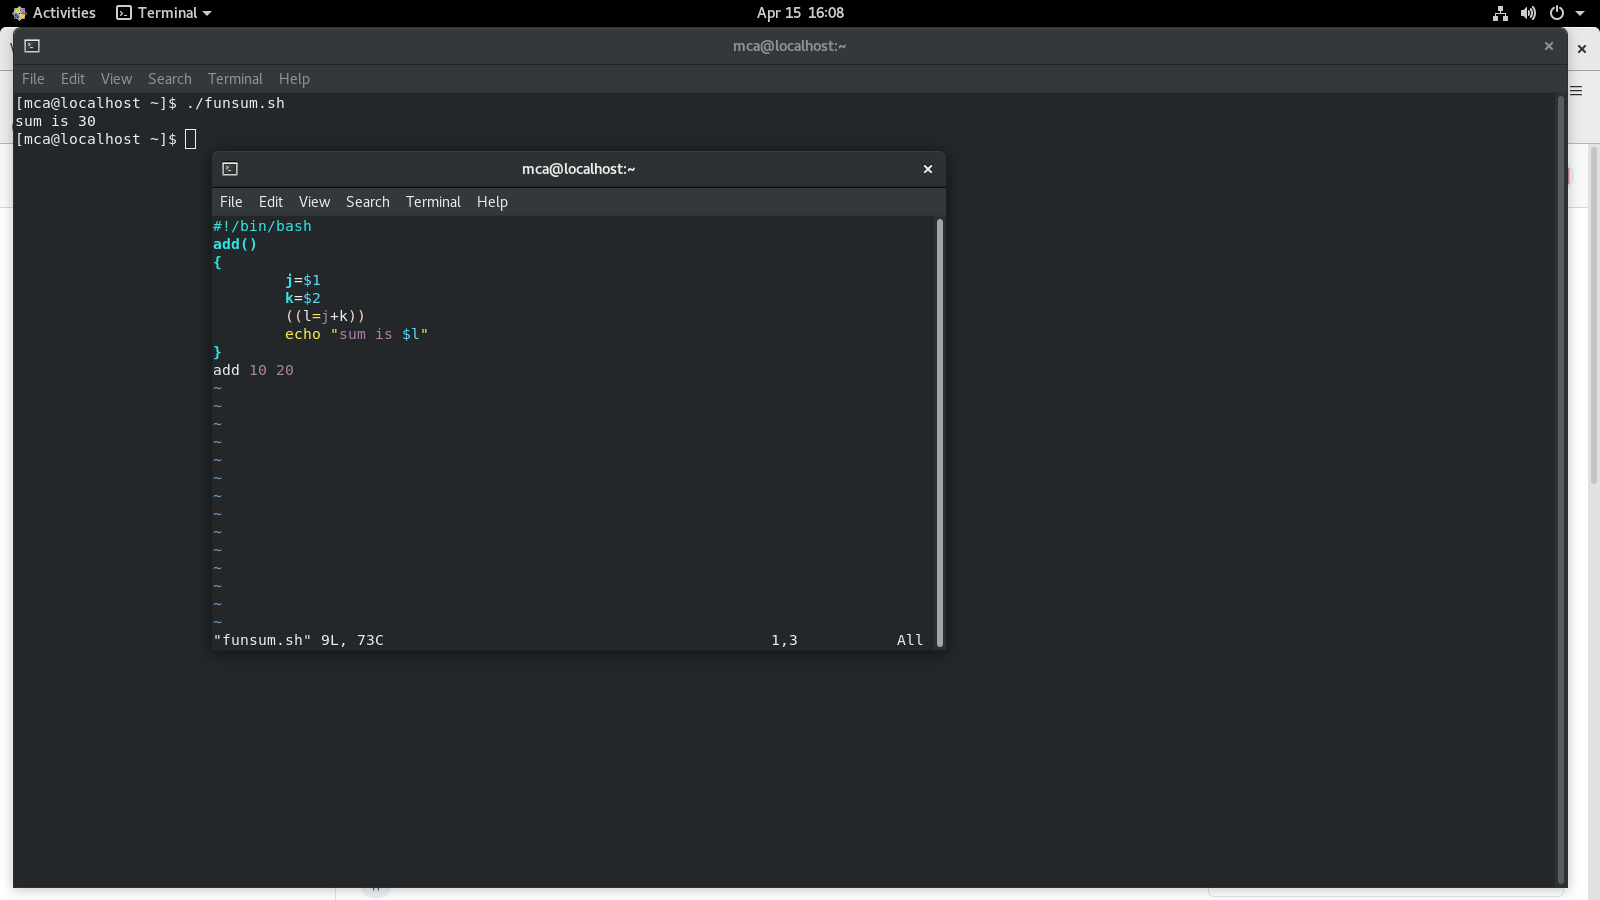 Activities Terminal Apr 15 16:08
mca@localhost:~
File Edit View Search Terminal Help
[mca@localhost ~]$ ./funsum.sh
sum is 30
[mca@localhost ~]$
mca@localhost:~
File Edit View Search Terminal Help
#!/bin/bash
add()
{
        j=$1
        k=$2
        ((l=j+k))
        echo "sum is $l"
}
add 10 20
~
~
~
~
~
~
~
~
~
~
~
~
~
~
"funsum.sh" 9L, 73C 1,3 All